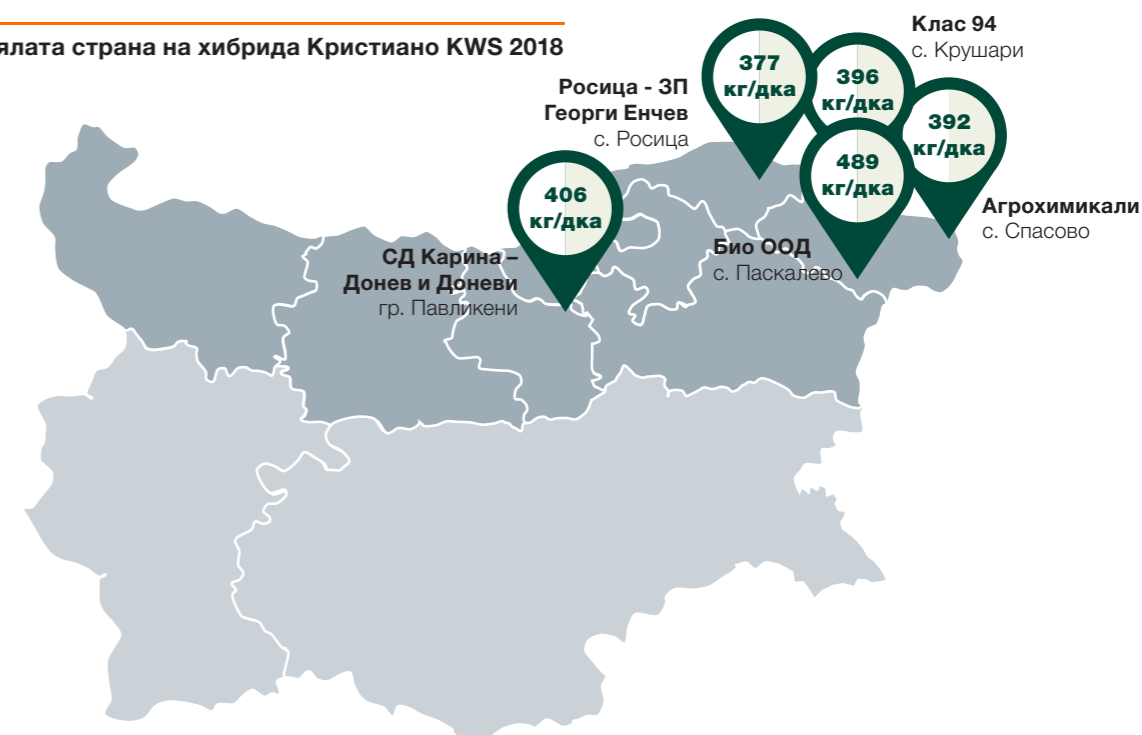 ялата страна на хибрида Кристиано KWS 2018
Клас 94
с. Крушари
377
кг/дка
396
кг/дка
Росица - ЗП
Георги Енчев
с. Росица
392
кг/дка
489
кг/дка
406
кг/дка
Агрохимикали
с. Спасово
Био ООД
с. Паскалево
СД Карина –
Донев и Доневи
гр. Павликени